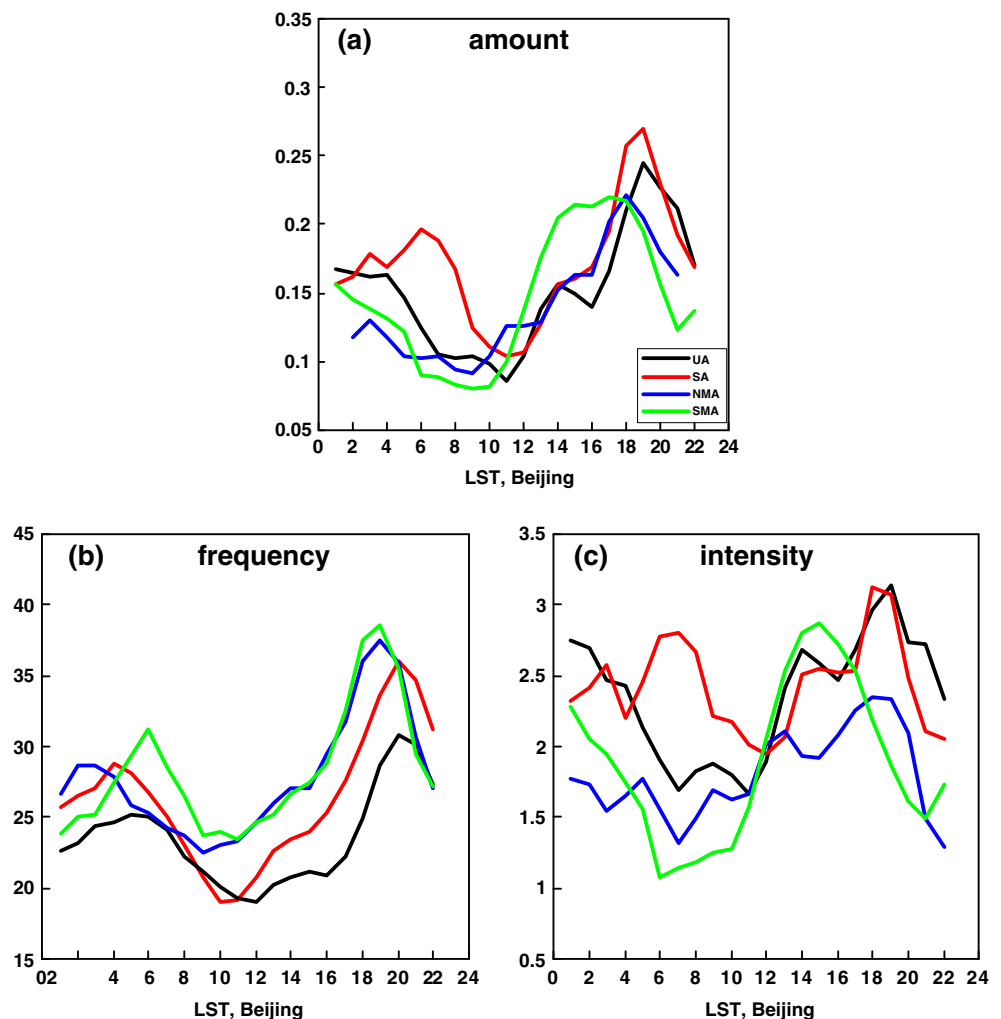 (a) amount
0.35
0.3
0.25
0.2
0.15
0.1
0.05
UA
SA
NMA
SMA
0 2 4 6 8 10 12 14 16 18 20 22 24
LST, Beijing
(b) frequency
45
40
35
30
25
20
15
02 4 6 8 10 12 14 16 18 20 22 24
LST, Beijing
(c) intensity
3.5
3
2.5
2
1.5
1
0.5
0 2 4 6 8 10 12 14 16 18 20 22 24
LST, Beijing